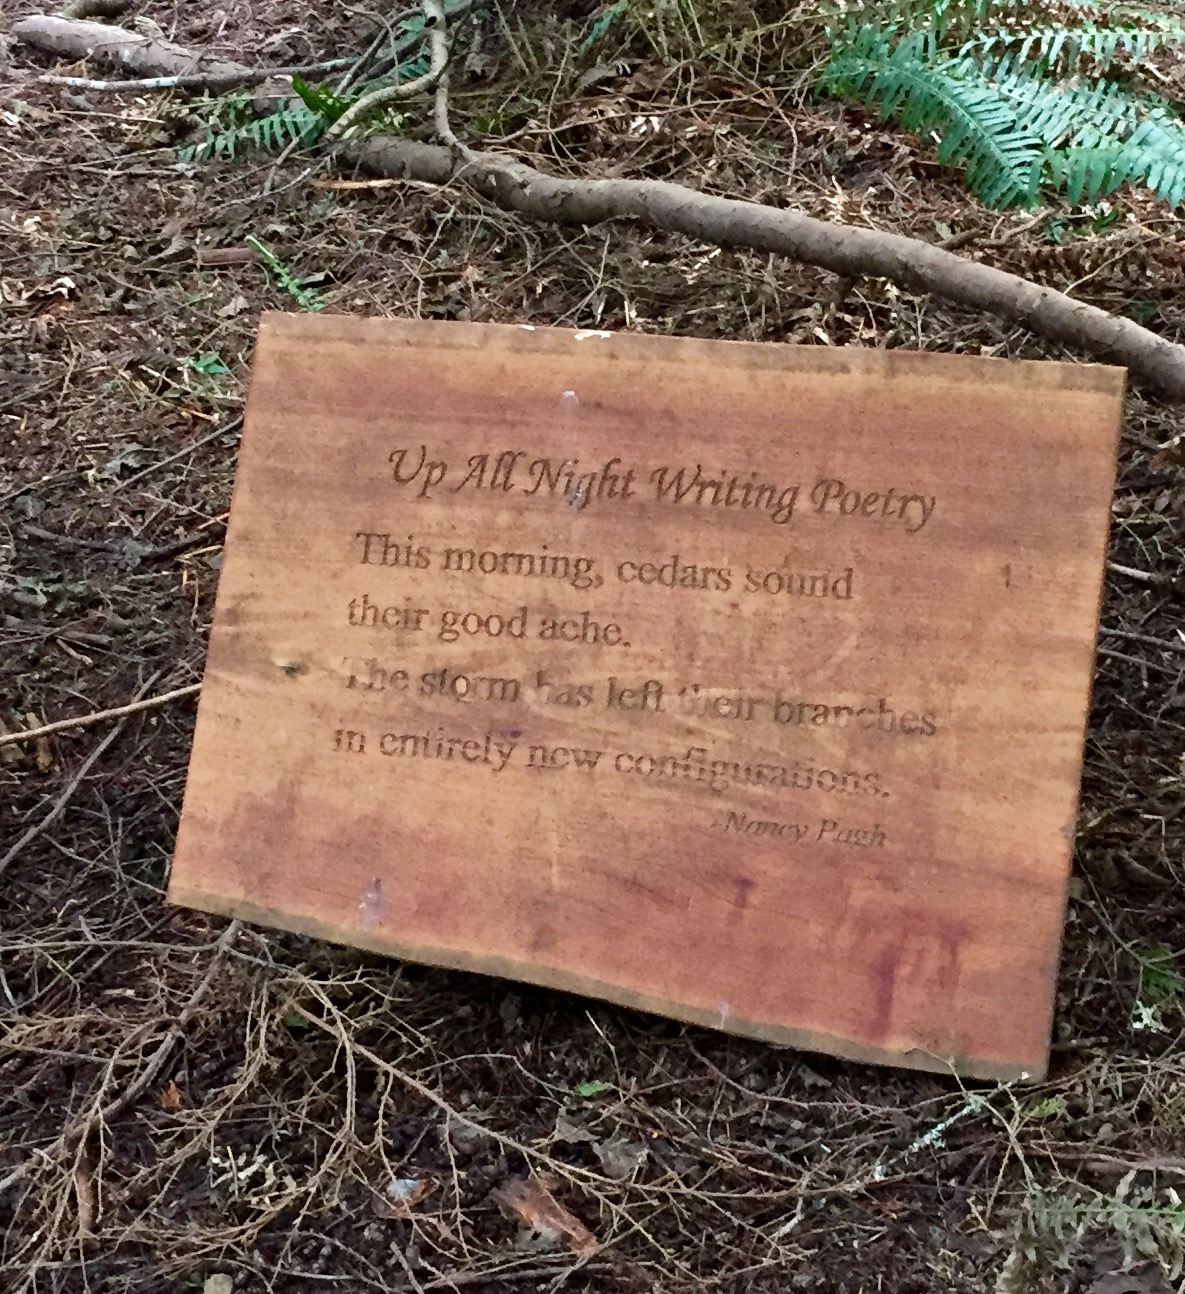 Up All Night Writing Poetry
This morning, cedars sound
their good ache.
The storm has left their branches
in entirely new configurations.
-Nancy Pagh